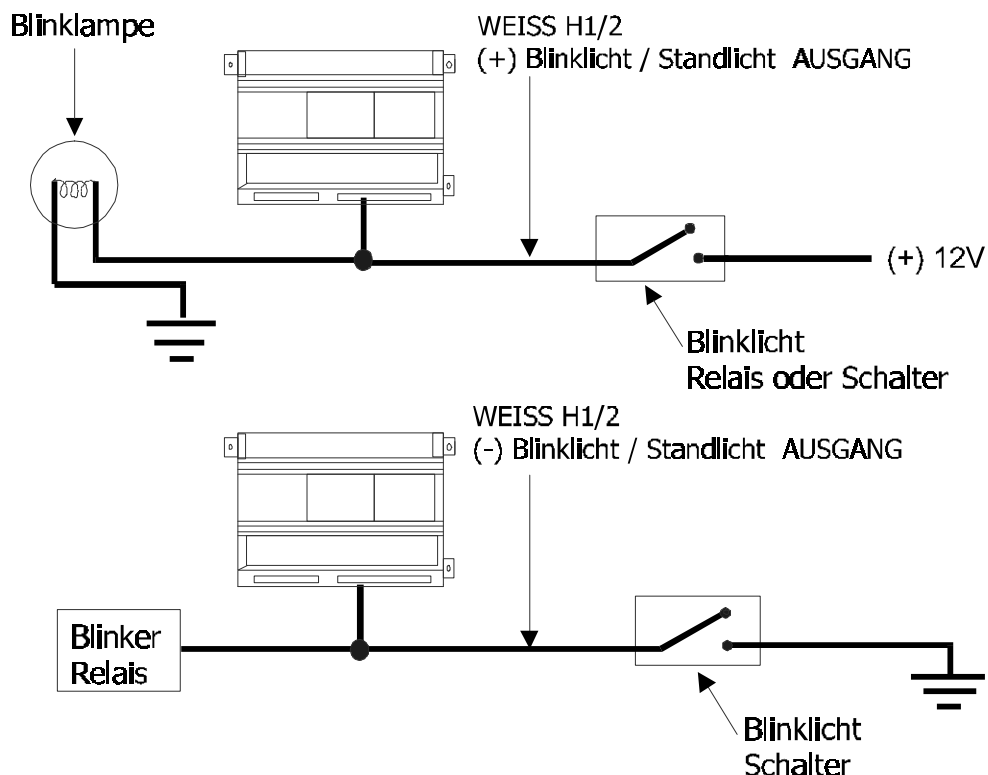 Blinklampe
WEISS H1/2
(+) Blinklicht / Standlicht AUSGANG
(+) 12V
Blinklicht
Relais oder Schalter
WEISS H1/2
(-) Blinklicht / Standlicht AUSGANG
Blinker
Relais
Blinklicht
Schalter